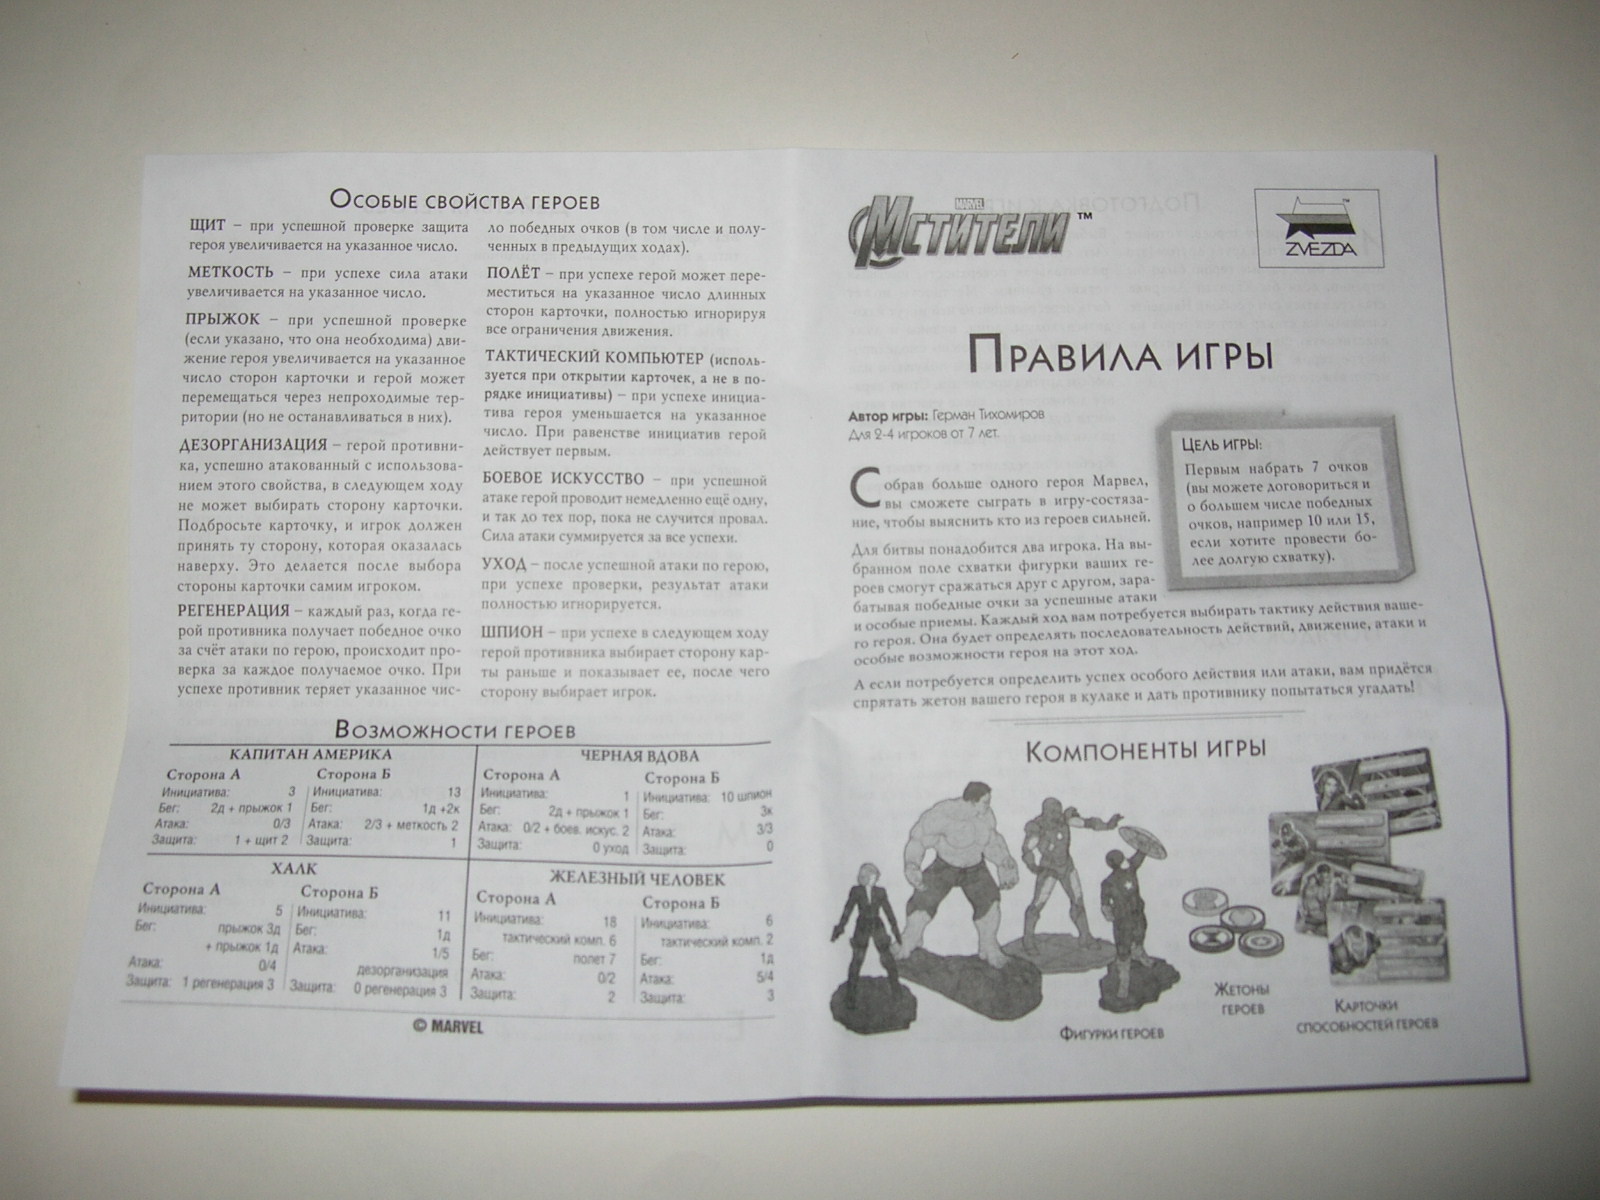 Особые свойства героев
ЩИТ – при успешной проверке защита
героя увеличивается на указанное число.
МЕТКОСТЬ – при успехе сила атаки
увеличивается на указанное число.
ПРЫЖОК – при успешной проверке
(если указано, что она необходима) дви-
жение героя увеличивается на указанное
число сторон карточки и герой может
перемещаться через непроходимые тер-
ритории (но не останавливаться в них).
ДЕЗОРГАНИЗАЦИЯ – герой противни-
ка, успешно атакованный с использова-
нием этого свойства, в следующем ходу
не может выбирать сторону карточки.
Подбросьте карточку, и игрок должен
принять ту сторону, которая оказалась
наверху. Это делается после выбора
стороны карточки самим игроком.
РЕГЕНЕРАЦИЯ – каждый раз, когда ге-
рой противника получает победное очко
за счёт атаки по герою, происходит про-
верка за каждое получаемое очко. При
успехе противник теряет указанное чис-
ло победных очков (в том числе и полу-
ченных в предыдущих ходах).
ПОЛЁТ – при успехе герой может пере-
меститься на указанное число длинных
сторон карточки, полностью игнорируя
все ограничения движения.
ТАКТИЧЕСКИЙ КОМПЬЮТЕР (исполь-
зуется при открытии карточек, а не в по-
рядке инициативы) – при успехе инициа-
тива героя уменьшается на указанное
число. При равенстве инициатив герой
действует первым.
БОЕВОЕ ИСКУССТВО – при успешной
атаке герой проводит немедленно ещё одну,
и так до тех пор, пока не случится провал.
Сила атаки суммируется за все успехи.
УХОД – после успешной атаки по герою,
при успехе проверки, результат атаки
полностью игнорируется.
ШПИОН – при успехе в следующем ходу
герой противника выбирает сторону кар-
ты раньше и показывает ее, после чего
сторону выбирает игрок.
Возможности героев
КАПИТАН АМЕРИКА
Сторона А
Инициатива: 3
Бег: 2д + прыжок 1
Атака: 0/3
Защита: 1 + щит 2
Сторона Б
Инициатива: 13
Бег: 1д +2к
Атака: 2/3 + меткость 2
Защита: 1
ЧЕРНАЯ ВДОВА
Сторона А
Инициатива: 1
Бег: 2д + прыжок 1
Атака: 0/2 + боев. искус. 2
Защита: 0 уход
Сторона Б
Инициатива: 10 шпион
Бег: 3к
Атака: 3/3
Защита: 0
ХАЛК
Сторона А
Инициатива: 5
Бег: прыжок 3д
+ прыжок 1д
Атака: 0/4
Защита: 1 регенерация 3
Сторона Б
Инициатива: 11
Бег: 1д
Атака: 1/5
дезорганизация
Защита: 0 регенерация 3
ЖЕЛЕЗНЫЙ ЧЕЛОВЕК
Сторона А
Инициатива: 18
тактический комп. 6
Бег: полет 7
Атака: 0/2
Защита: 2
Сторона Б
Инициатива: 6
тактический комп. 2
Бег: 1д
Атака: 5/4
Защита: 3
© MARVEL
MARVEL
Мстители™
ZVEZDA
Правила игры
Автор игры: Герман Тихомиров
Для 2-4 игроков от 7 лет.
Цель игры:
Первым набрать 7 очков
(вы можете договориться и
о большем числе победных
очков, например 10 или 15,
если хотите провести бо-
лее долгую схватку).
Собрав больше одного героя Марвел,
вы сможете сыграть в игру-состяза-
ние, чтобы выяснить кто из героев сильней.
Для битвы понадобится два игрока. На вы-
бранном поле схватки фигурки ваших ге-
роев смогут сражаться друг с другом, зара-
батывая победные очки за успешные атаки
и особые приемы. Каждый ход вам потребуется выбирать тактику действия ваше-
го героя. Она будет определять последовательность действий, движение, атаки и
особые возможности героя на этот ход.
А если потребуется определить успех особого действия или атаки, вам придётся
спрятать жетон вашего героя в кулаке и дать противнику попытаться угадать!
Компоненты игры
Фигурки героев
Жетоны
героев
Карточки
способностей героев